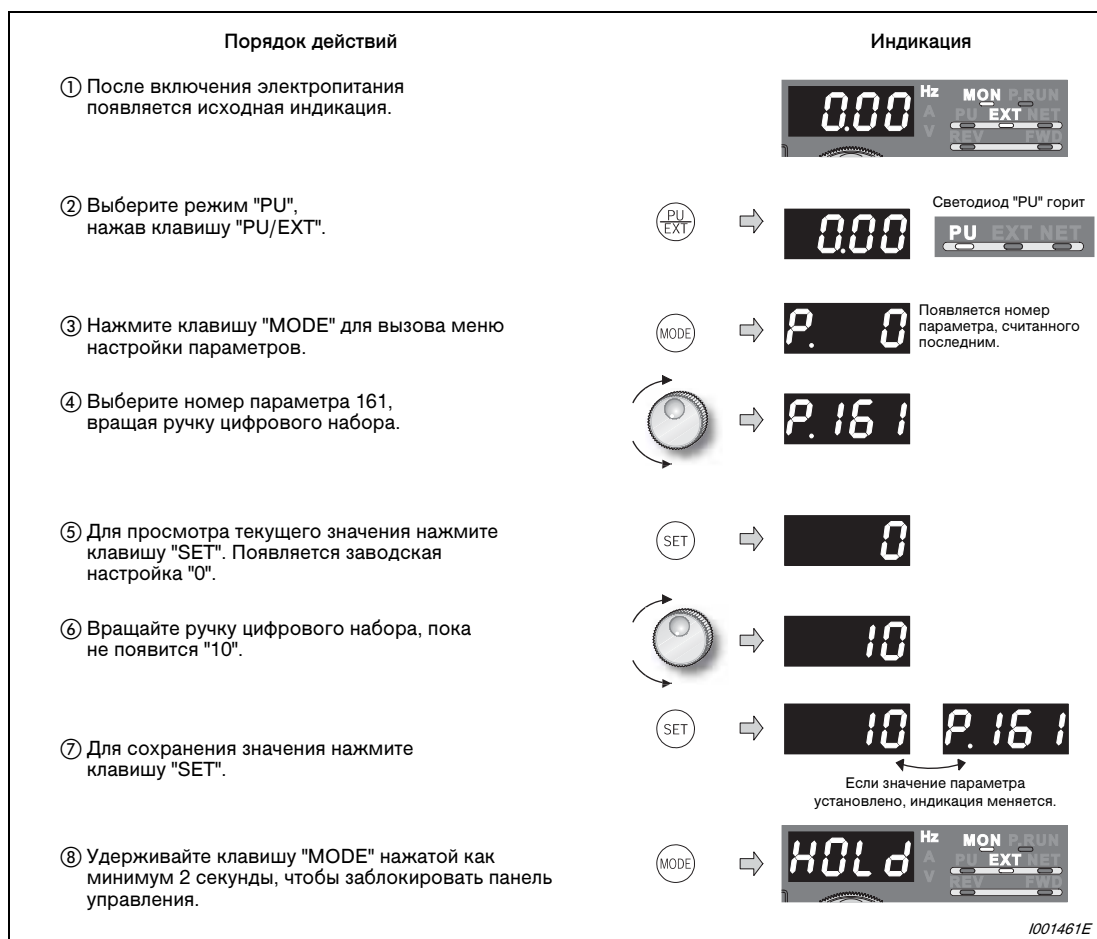 Порядок действий
Индикация
① После включения электропитания
появляется исходная индикация.
0.00 Hz MON P.RUN
A PU EXT NET
V REV FWD
② Выберите режим "PU",
нажав клавишу "PU/EXT".
PU
EXT
0.00
Светодиод "PU" горит
PU EXT NET
③ Нажмите клавишу "MODE" для вызова меню
настройки параметров.
MODE
P. 0
Появляется номер
параметра, считанного
последним.
④ Выберите номер параметра 161,
вращая ручку цифрового набора.
P.161
⑤ Для просмотра текущего значения нажмите
клавишу "SET". Появляется заводская
настройка "0".
SET
0
⑥ Вращайте ручку цифрового набора, пока
не появится "10".
10
⑦ Для сохранения значения нажмите
клавишу "SET".
SET
10 P.161
Если значение параметра
установлено, индикация меняется.
⑧ Удерживайте клавишу "MODE" нажатой как
минимум 2 секунды, чтобы заблокировать панель
управления.
MODE
HOLd Hz MON P.RUN
A PU EXT NET
V REV FWD
I001461E